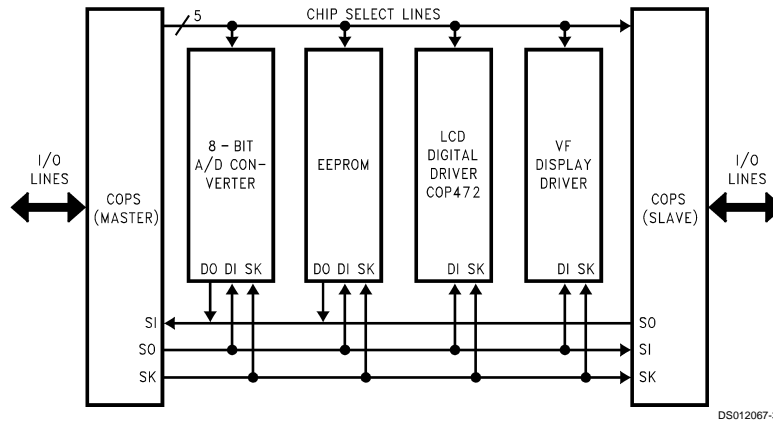 5
CHIP SELECT LINES
I/O
LINES
COPS
(MASTER)
8 – BIT
A/D CON-
VERTER
DO DI SK
EEPROM
DO DI SK
LCD
DIGITAL
DRIVER
COP472
DI SK
VF
DISPLAY
DRIVER
DI SK
COPS
(SLAVE)
I/O
LINES
SI
SO
SO
SI
SK
SK